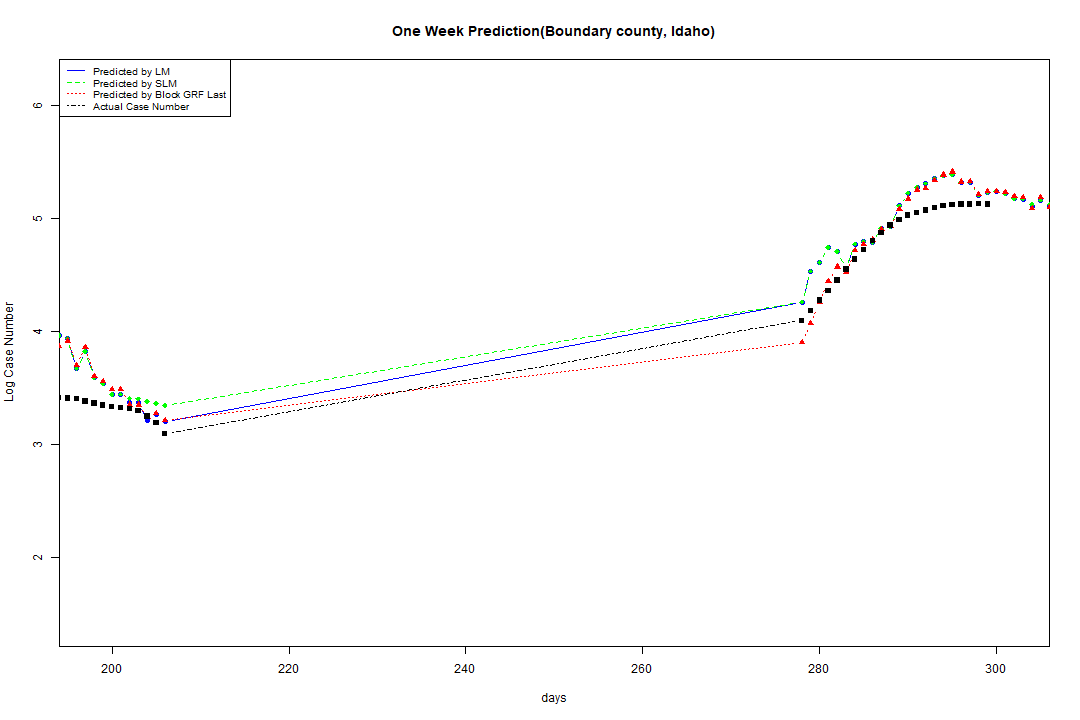 One Week Prediction(Boundary county, Idaho)
Predicted by LM
Predicted by SLM
Predicted by Block GRF Last
Actual Case Number
6
5
4
3
2
Log Case Number
200 220 240 260 280 300
days